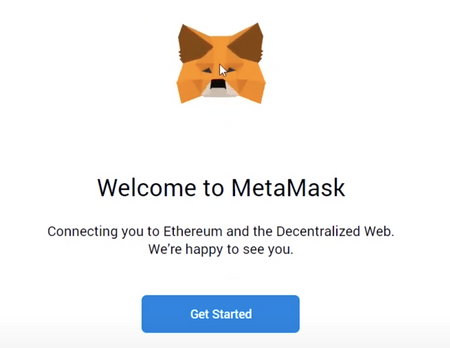 Welcome to MetaMask
Connecting you to Ethereum and the Decentralized Web.
We're happy to see you.
Get Started